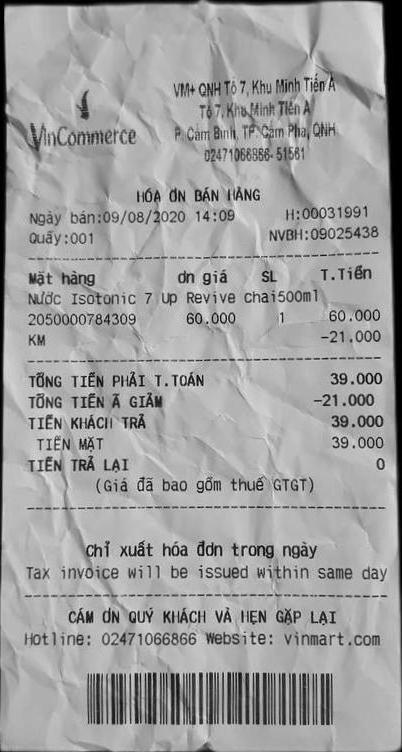 VinCommerce
VM+ QNH Tổ 7, Khu Minh Tiến A
Tổ 7, Khu Minh Tiến A
P. Cẩm Bình, TP. Cẩm Phả, QNH
02471066866-51561
HÓA ƠN BÁN HÀNG
Ngày bán:09/08/2020 14:09 H:00031991
Quầy:001 NVBH:09025438
Mặt hàng ơn giá SL T.Tiền
Nước Isotonic 7 Up Revive chai500ml
2050000784309 60.000 1 60.000
KM -21.000
TỔNG TIỀN PHẢI T.TOÁN 39.000
TỔNG TIỀN Ã GIẢM -21.000
TIỀN KHÁCH TRẢ 39.000
TIỀN MẶT 39.000
TIỀN TRẢ LẠI 0
(Giá đã bao gồm thuế GTGT)
Chỉ xuất hóa đơn trong ngày
Tax invoice will be issued within same day
CẢM ƠN QUÝ KHÁCH VÀ HẸN GẶP LẠI
Hotline: 02471066866 Website: vinmart.com